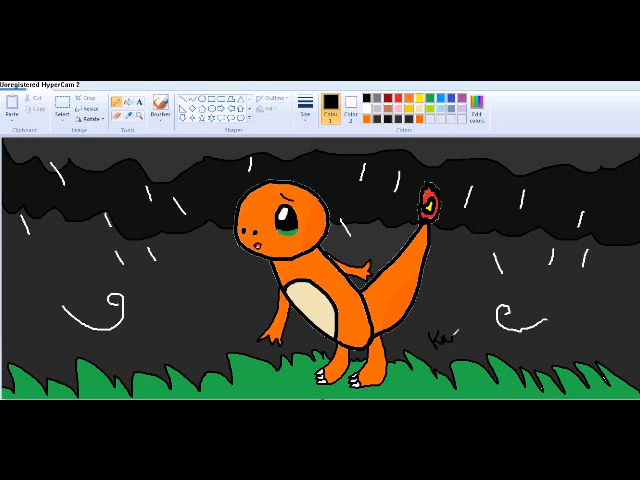 Unregistered HyperCam 2
Paste
Cut
Copy
Clipboard
Select
Crop
Resize
Rotate
Image
A
Tools
Brushes
Outline
Fill
Shapes
Size
Color 1
Color 2
Colors
Edit colors
Ka